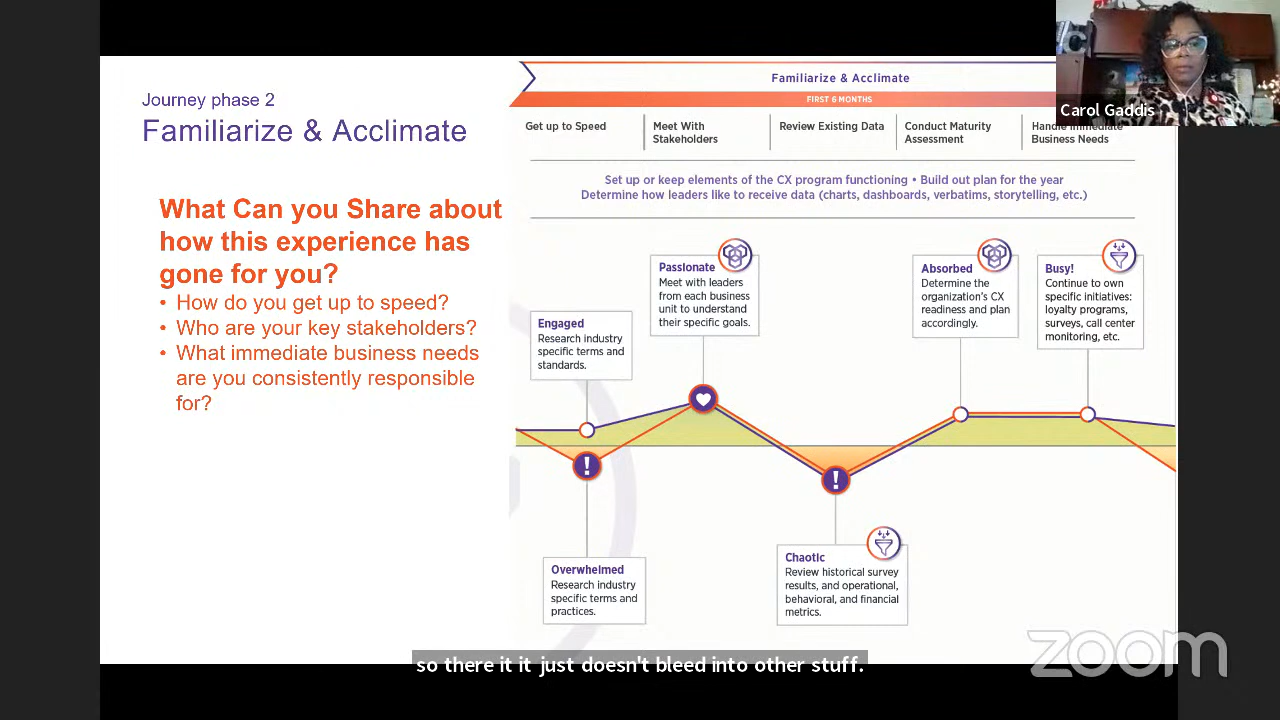 Journey phase 2
Familiarize & Acclimate
What Can you Share about
how this experience has
gone for you?
• How do you get up to speed?
• Who are your key stakeholders?
• What immediate business needs
are you consistently responsible
for?
Familiarize & Acclimate
FIRST 6 MONTHS
Get up to Speed
Meet With
Stakeholders
Review Existing Data
Conduct Maturity
Assessment
Handle Immediate
Business Needs
Set up or keep elements of the CX program functioning • Build out plan for the year
Determine how leaders like to receive data (charts, dashboards, verbatims, storytelling, etc.)
Engaged
Research industry
specific terms and
standards.
Passionate
Meet with leaders
from each business
unit to understand
their specific goals.
Absorbed
Determine the
organization's CX
readiness and plan
accordingly.
Busy!
Continue to own
specific initiatives:
loyalty programs,
surveys, call center
monitoring, etc.
!
!
Overwhelmed
Research industry
specific terms and
practices.
Chaotic
Review historical survey
results, and operational,
behavioral, and financial
metrics.
Carol Gaddis
so there it it just doesn't bleed into other stuff.
zoom